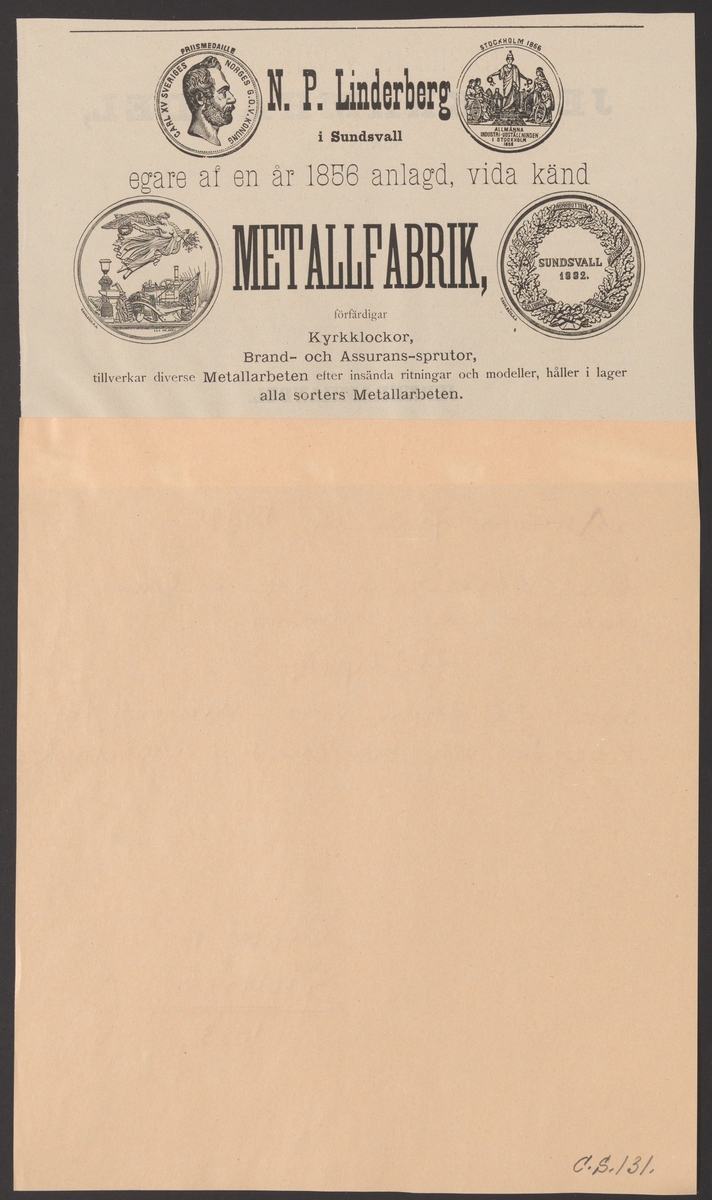 PRIISMEDAILLE
CARL XV SVERIGES NORGES G.O.V. KONUNG
STOCKHOLM 1866
ALLMÄNNA
INDUSTRI-UTSTÄLLNINGEN
I STOCKHOLM
1866
N. P. Linderberg
i Sundsvall
egare af en år 1856 anlagd, vida känd
METALLFABRIK,
SUNDSVALL
1882.
förfärdigar
Kyrkklockor,
Brand- och Assurans-sprutor,
tillverkar diverse Metallarbeten efter insända ritningar och modeller, håller i lager
alla sorters Metallarbeten.
C.S.131.